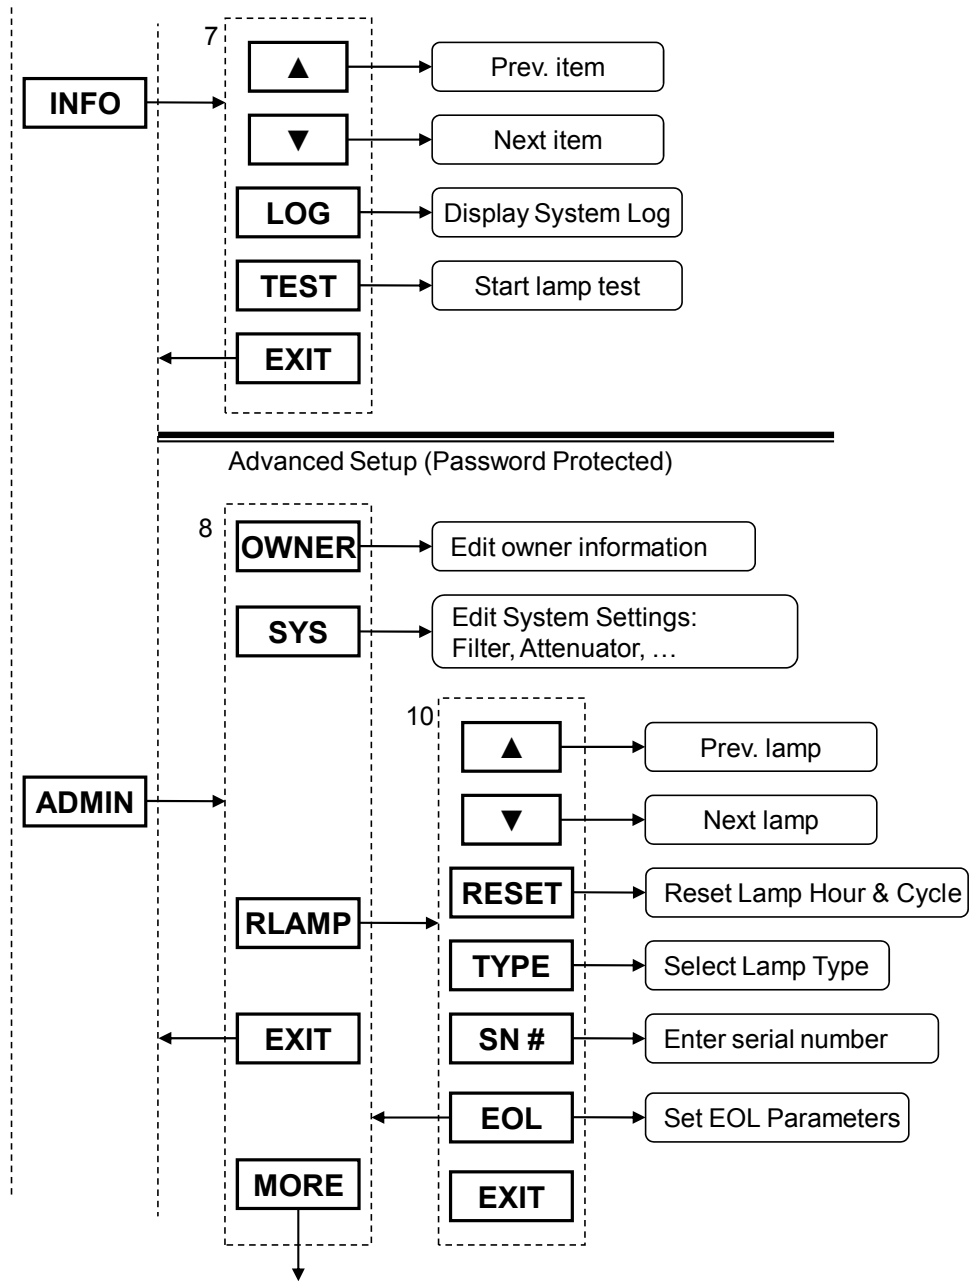 7
▲
Prev. item
INFO
▼
Next item
LOG
Display System Log
TEST
Start lamp test
EXIT
Advanced Setup (Password Protected)
8
OWNER
Edit owner information
SYS
Edit System Settings:
Filter, Attenuator, …
10
▲
Prev. lamp
ADMIN
▼
Next lamp
RESET
Reset Lamp Hour & Cycle
RLAMP
TYPE
Select Lamp Type
EXIT
SN #
Enter serial number
EOL
Set EOL Parameters
MORE
EXIT